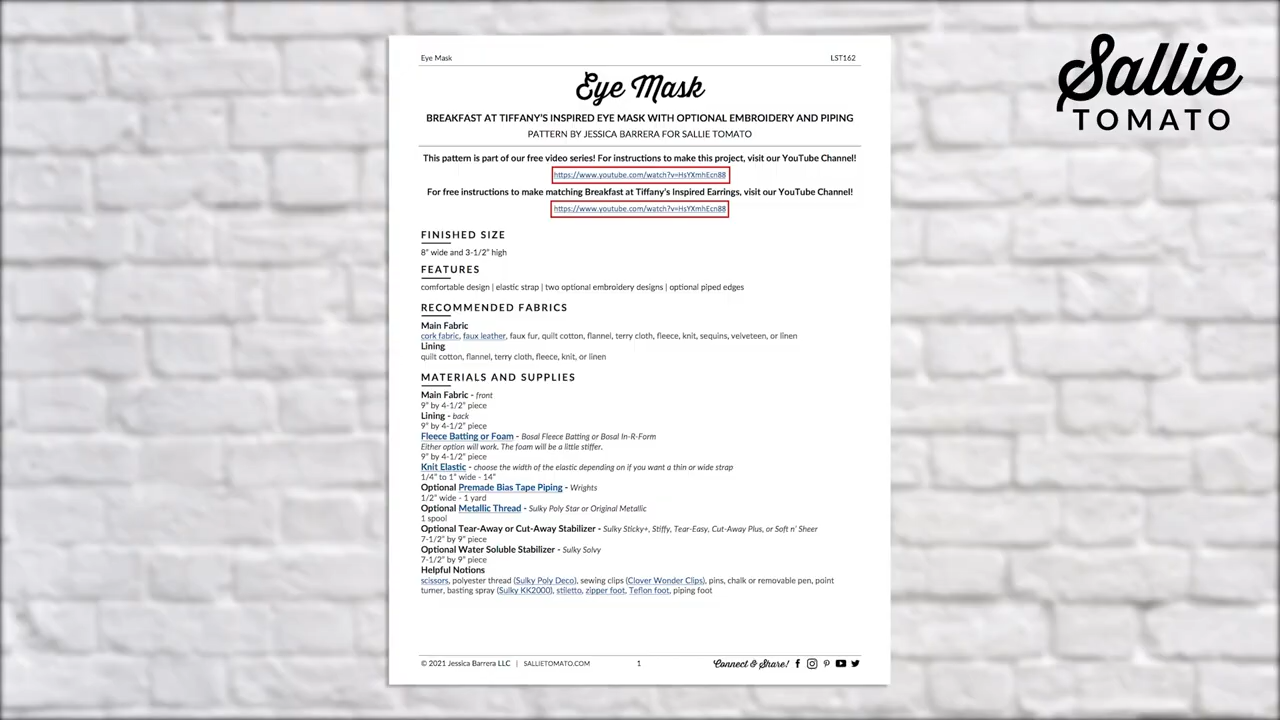 Sallie
TOMATO
Eye Mask LST162
Eye Mask
BREAKFAST AT TIFFANY'S INSPIRED EYE MASK WITH OPTIONAL EMBROIDERY AND PIPING
PATTERN BY JESSICA BARRERA FOR SALLIE TOMATO
This pattern is part of our free video series! For instructions to make this project, visit our YouTube Channel!
https://www.youtube.com/watch?v=HsYXmhEcn88
For free instructions to make matching Breakfast at Tiffany's Inspired Earrings, visit our YouTube Channel!
https://www.youtube.com/watch?v=HsYXmhEcn88
FINISHED SIZE
8" wide and 3-1/2" high
FEATURES
comfortable design | elastic strap | two optional embroidery designs | optional piped edges
RECOMMENDED FABRICS
Main Fabric
cork fabric, faux leather, faux fur, quilt cotton, flannel, terry cloth, fleece, knit, sequins, velveteen, or linen
Lining
quilt cotton, flannel, terry cloth, fleece, knit, or linen
MATERIALS AND SUPPLIES
Main Fabric - front
9" by 4-1/2" piece
Lining - back
9" by 4-1/2" piece
Fleece Batting or Foam - Bosal Fleece Batting or Bosal In-R-Form
Either option will work. The foam will be a little stiffer.
9" by 4-1/2" piece
Knit Elastic - choose the width of the elastic depending on if you want a thin or wide strap
1/4" to 1" wide - 14"
Optional Premade Bias Tape Piping - Wrights
1/2" wide - 1 yard
Optional Metallic Thread - Sulky Poly Star or Original Metallic
1 spool
Optional Tear-Away or Cut-Away Stabilizer - Sulky Sticky+, Stiffy, Tear-Easy, Cut-Away Plus, or Soft n' Sheer
7-1/2" by 9" piece
Optional Water Soluble Stabilizer - Sulky Solvy
7-1/2" by 9" piece
Helpful Notions
scissors, polyester thread (Sulky Poly Deco), sewing clips (Clover Wonder Clips), pins, chalk or removable pen, point
turner, basting spray (Sulky KK2000), stiletto, zipper foot, Teflon foot, piping foot
© 2021 Jessica Barrera LLC | SALLIETOMATO.COM 1 Connect & Share!